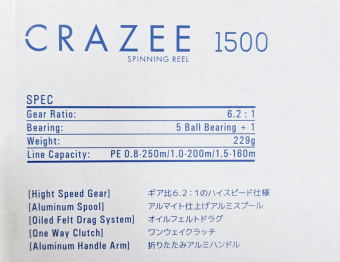 CRAZEE 1500
SPINNING REEL
SPEC
Gear Ratio: 6.2 : 1
Bearing: 5 Ball Bearing + 1
Weight: 229g
Line Capacity: PE 0.8-250m/1.0-200m/1.5-160m
[Hight Speed Gear] ギア比6.2:1のハイスピード仕様
[Aluminum Spool] アルマイト仕上げアルミスプール
[Oiled Felt Drag System] オイルフェルトドラグ
[One Way Clutch] ワンウェイクラッチ
[Aluminum Handle Arm] 折りたたみアルミハンドル